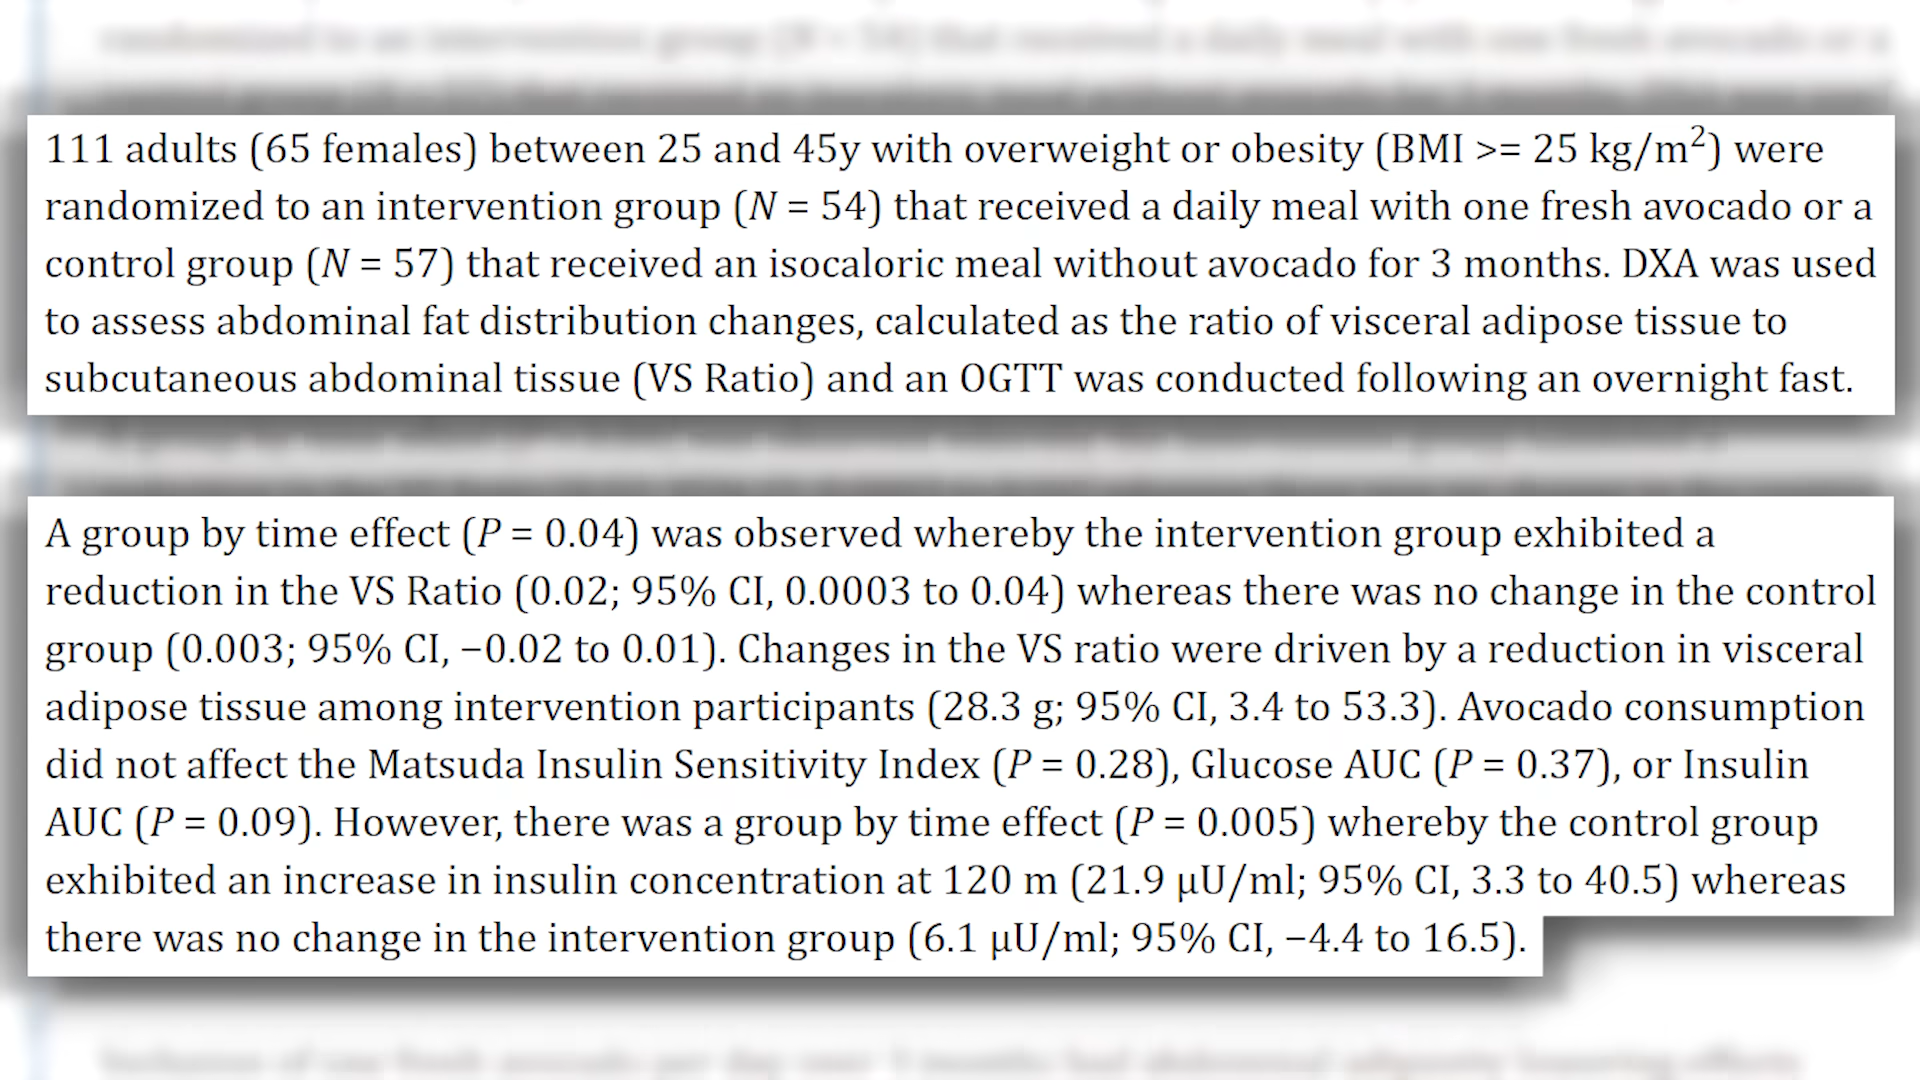 111 adults (65 females) between 25 and 45y with overweight or obesity (BMI >= 25 kg/m²) were
randomized to an intervention group (N = 54) that received a daily meal with one fresh avocado or a
control group (N = 57) that received an isocaloric meal without avocado for 3 months. DXA was used
to assess abdominal fat distribution changes, calculated as the ratio of visceral adipose tissue to
subcutaneous abdominal tissue (VS Ratio) and an OGTT was conducted following an overnight fast.
A group by time effect (P = 0.04) was observed whereby the intervention group exhibited a
reduction in the VS Ratio (0.02; 95% CI, 0.0003 to 0.04) whereas there was no change in the control
group (0.003; 95% CI, −0.02 to 0.01). Changes in the VS ratio were driven by a reduction in visceral
adipose tissue among intervention participants (28.3 g; 95% CI, 3.4 to 53.3). Avocado consumption
did not affect the Matsuda Insulin Sensitivity Index (P = 0.28), Glucose AUC (P = 0.37), or Insulin
AUC (P = 0.09). However, there was a group by time effect (P = 0.005) whereby the control group
exhibited an increase in insulin concentration at 120 m (21.9 μU/ml; 95% CI, 3.3 to 40.5) whereas
there was no change in the intervention group (6.1 μU/ml; 95% CI, −4.4 to 16.5).